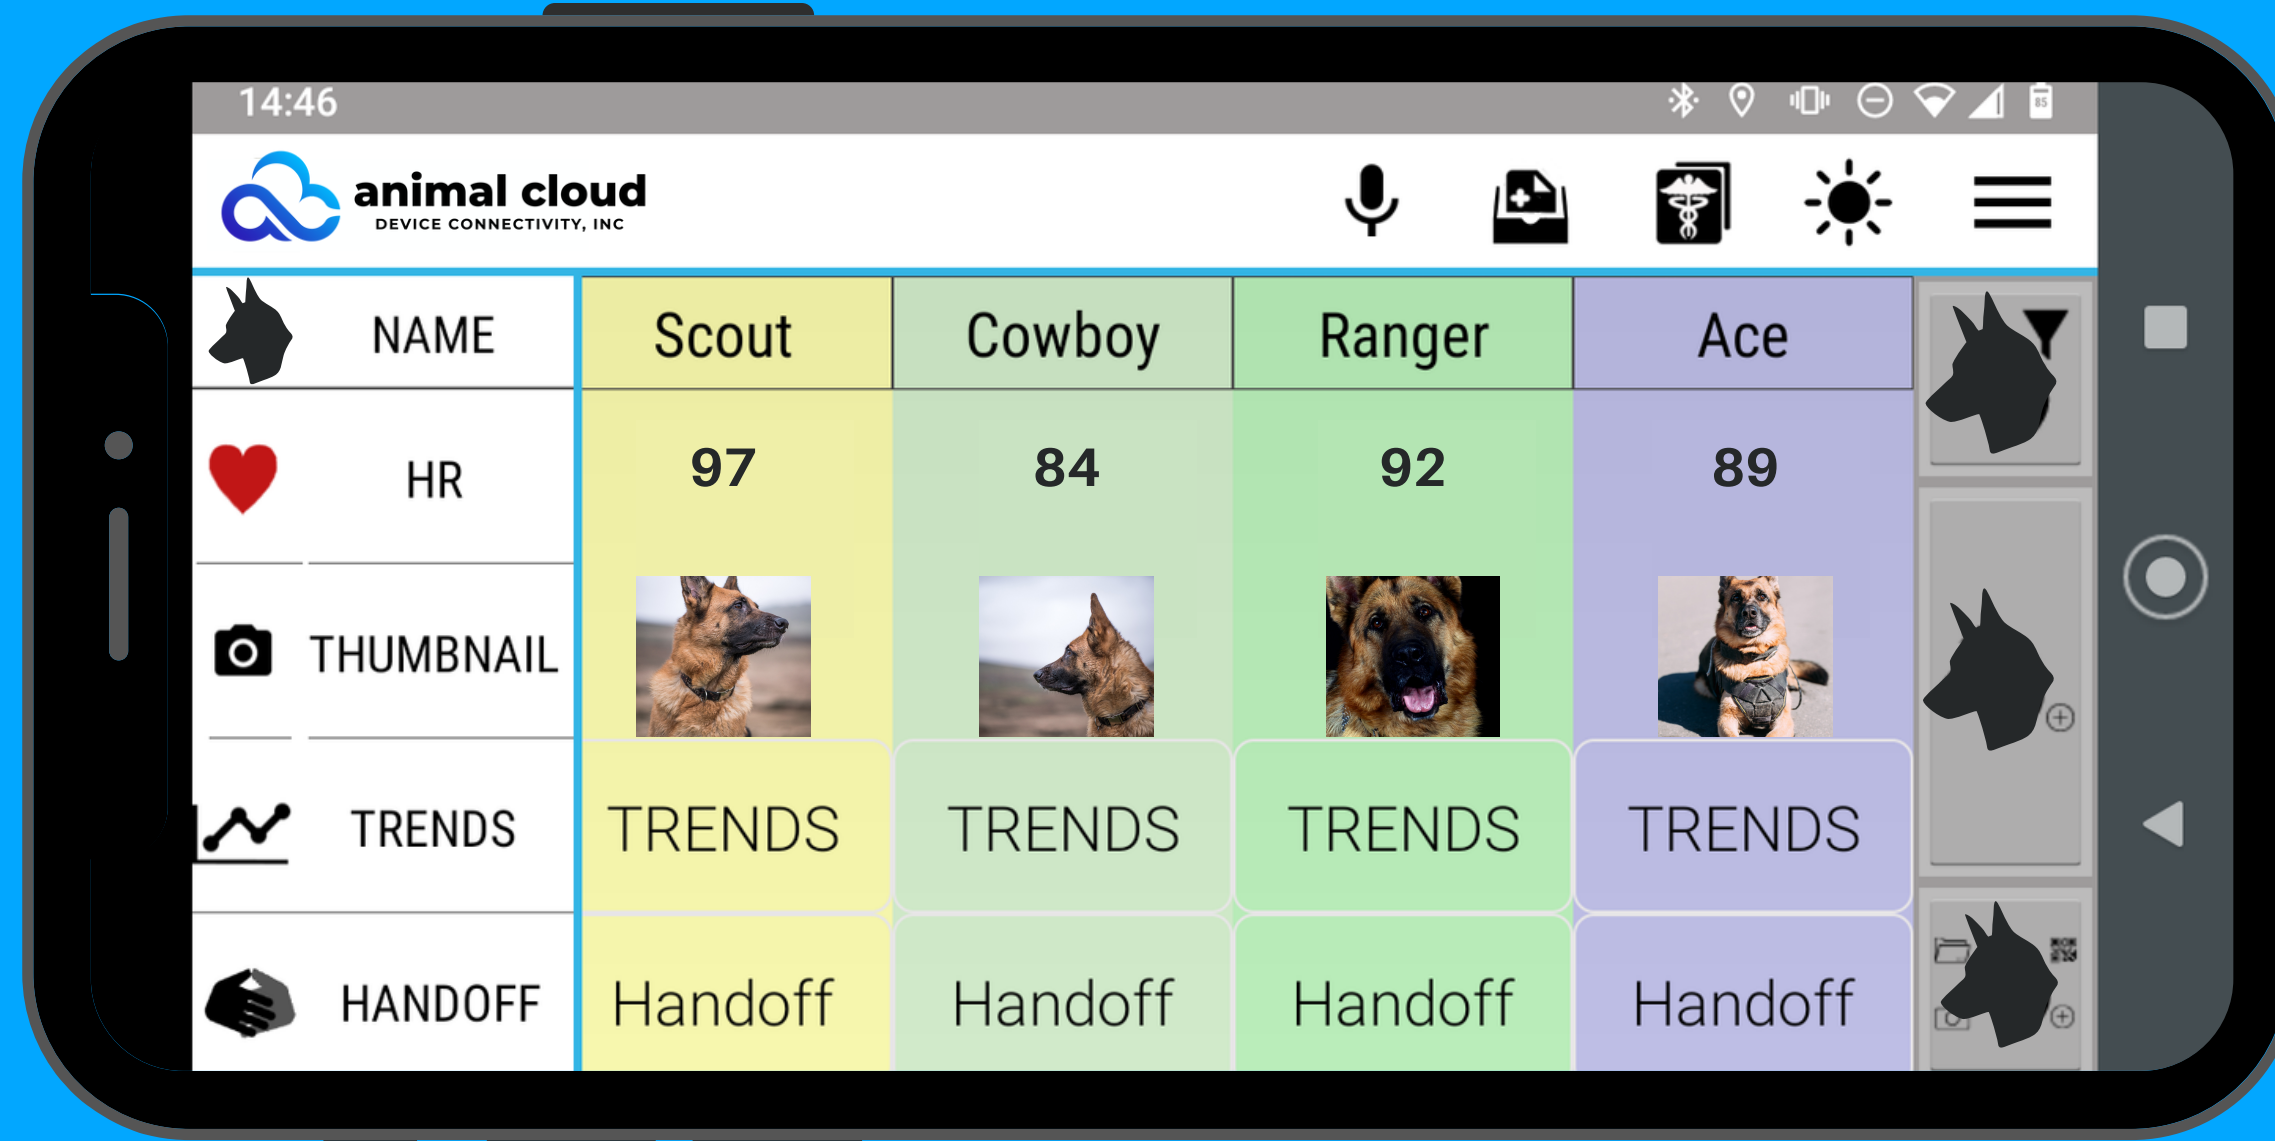 14:46
85
animal cloud
DEVICE CONNECTIVITY, INC
NAME Scout Cowboy Ranger Ace
HR 97 84 92 89
THUMBNAIL
TRENDS TRENDS TRENDS TRENDS TRENDS
HANDOFF Handoff Handoff Handoff Handoff